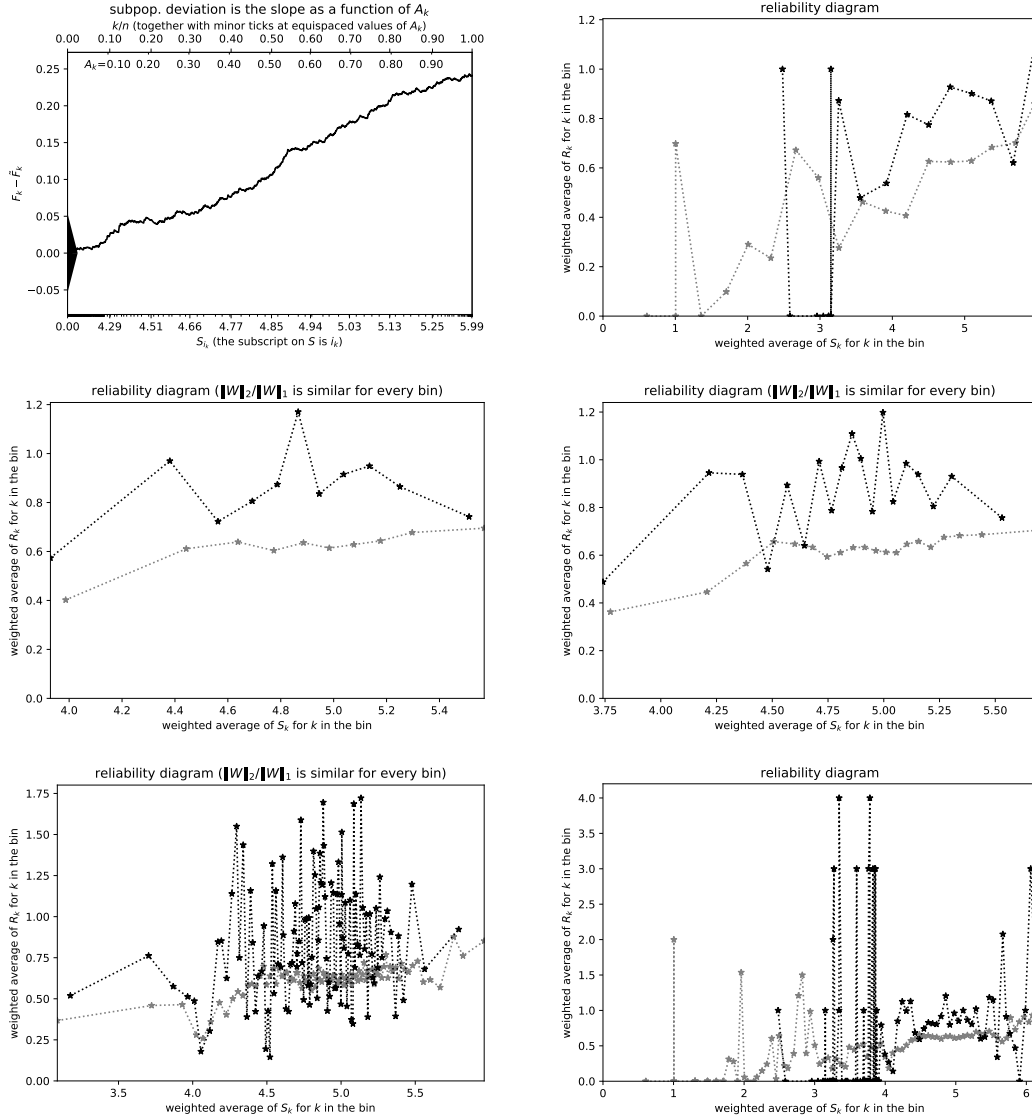 subpop. deviation is the slope as a function of Aₖ
k/n (together with minor ticks at equispaced values of Aₖ)
0.00 0.10 0.20 0.30 0.40 0.50 0.60 0.70 0.80 0.90 1.00
Aₖ=0.10 0.20 0.30 0.40 0.50 0.60 0.70 0.80 0.90
0.25
0.20
0.15
0.10
0.05
0.00
−0.05
Fₖ − F̃ₖ
0.00 4.29 4.51 4.66 4.77 4.85 4.94 5.03 5.13 5.25 5.99
S_{iₖ} (the subscript on S is iₖ)
reliability diagram
1.2
1.0
0.8
0.6
0.4
0.2
0.0
weighted average of Rₖ for k in the bin
0 1 2 3 4 5
weighted average of Sₖ for k in the bin
reliability diagram (‖W‖₂/‖W‖₁ is similar for every bin)
1.2
1.0
0.8
0.6
0.4
0.2
0.0
weighted average of Rₖ for k in the bin
4.0 4.2 4.4 4.6 4.8 5.0 5.2 5.4
weighted average of Sₖ for k in the bin
reliability diagram (‖W‖₂/‖W‖₁ is similar for every bin)
1.2
1.0
0.8
0.6
0.4
0.2
0.0
weighted average of Rₖ for k in the bin
3.75 4.00 4.25 4.50 4.75 5.00 5.25 5.50
weighted average of Sₖ for k in the bin
reliability diagram (‖W‖₂/‖W‖₁ is similar for every bin)
1.75
1.50
1.25
1.00
0.75
0.50
0.25
0.00
weighted average of Rₖ for k in the bin
3.5 4.0 4.5 5.0 5.5
weighted average of Sₖ for k in the bin
reliability diagram
4.0
3.5
3.0
2.5
2.0
1.5
1.0
0.5
0.0
weighted average of Rₖ for k in the bin
0 1 2 3 4 5 6
weighted average of Sₖ for k in the bin